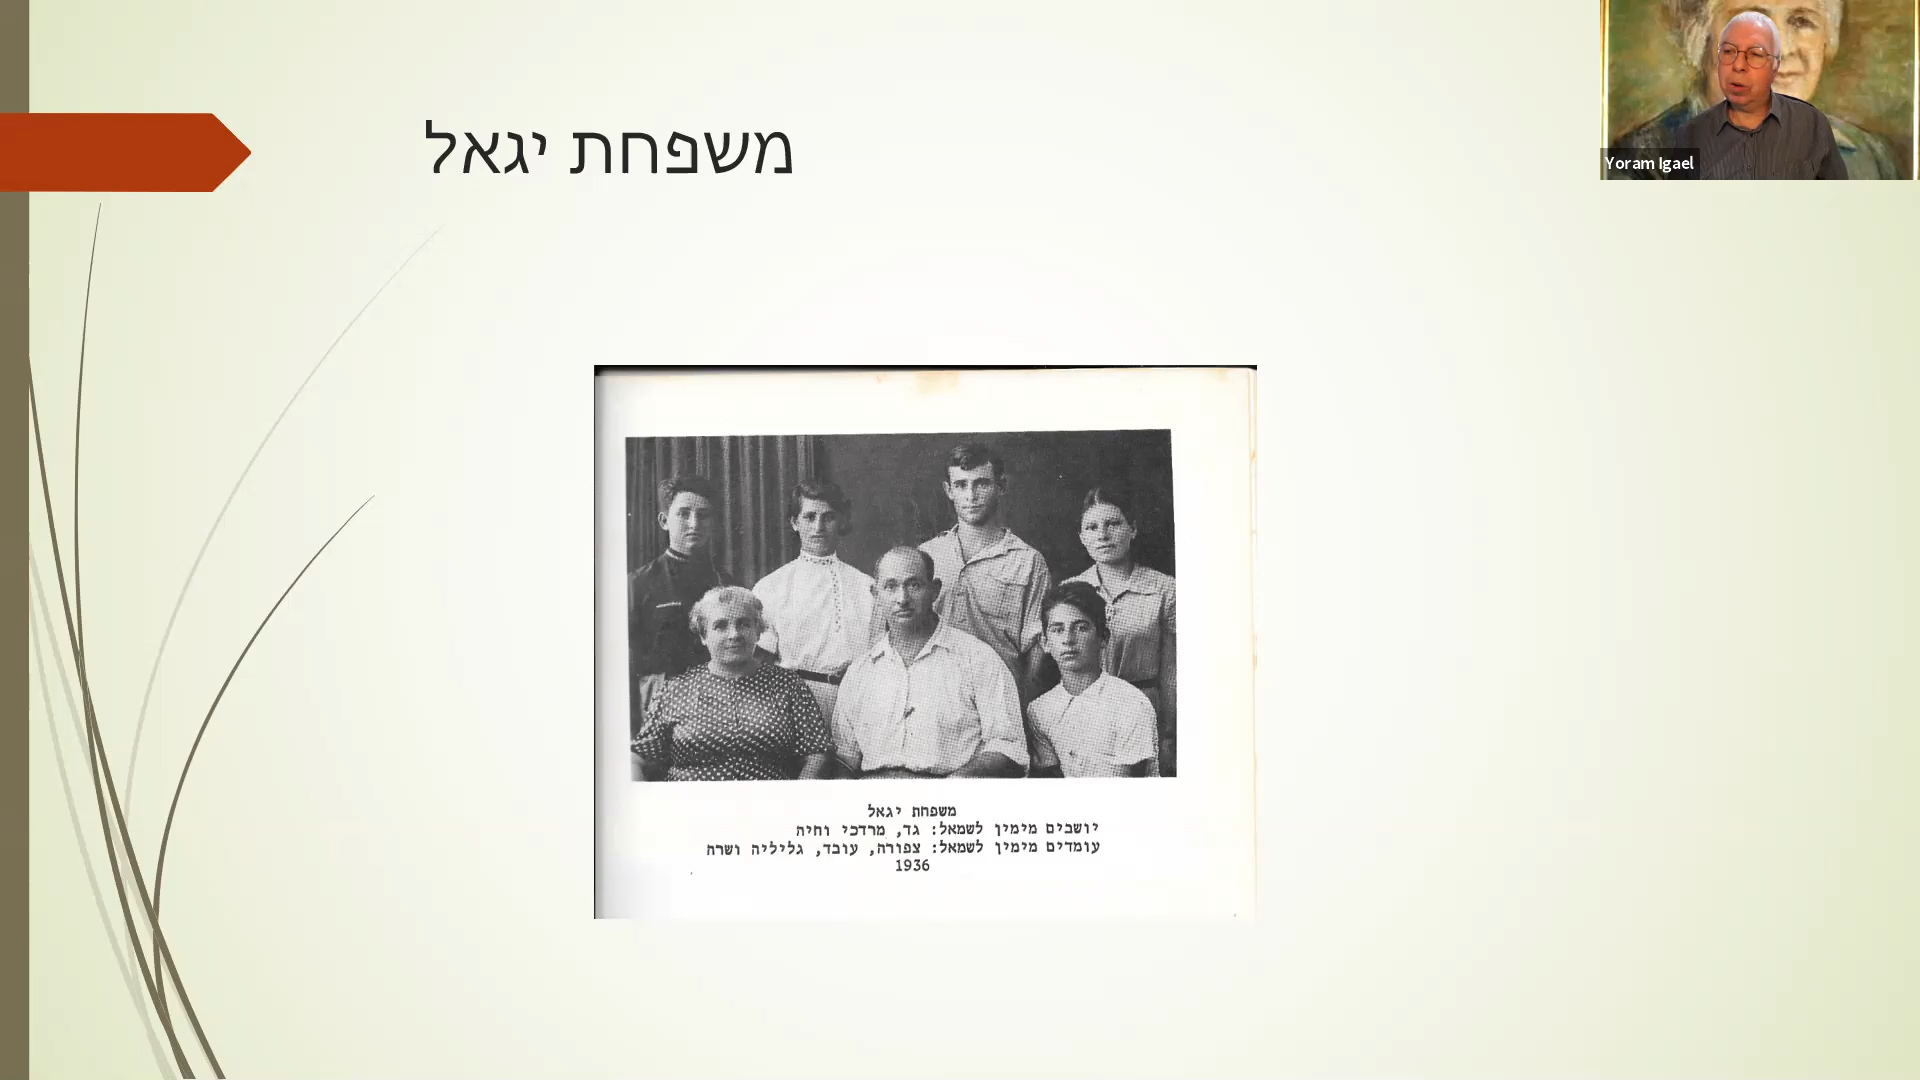 משפחת יגאל
Yoram Igael
משפחת יגאל
יושבים מימין לשמאל: גד, מרדכי וחיה
עומדים מימין לשמאל: צפורה, עובד, גליליה ושרה
1936